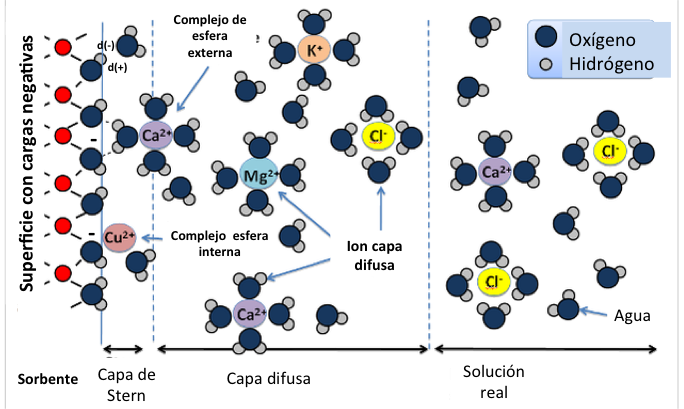 Superficie con cargas negativas
d(-)
d(+)
-
-
Complejo de
esfera
externa
e
K+
Oxígeno
Hidrógeno
Ca2+
Cl-
Mg2+
Ca2+
Cl-
Cu2+
Complejo esfera
interna
Ion capa
difusa
Cl-
Ca2+
Agua
Sorbente
Capa de
Stern
Capa difusa
Solución
real